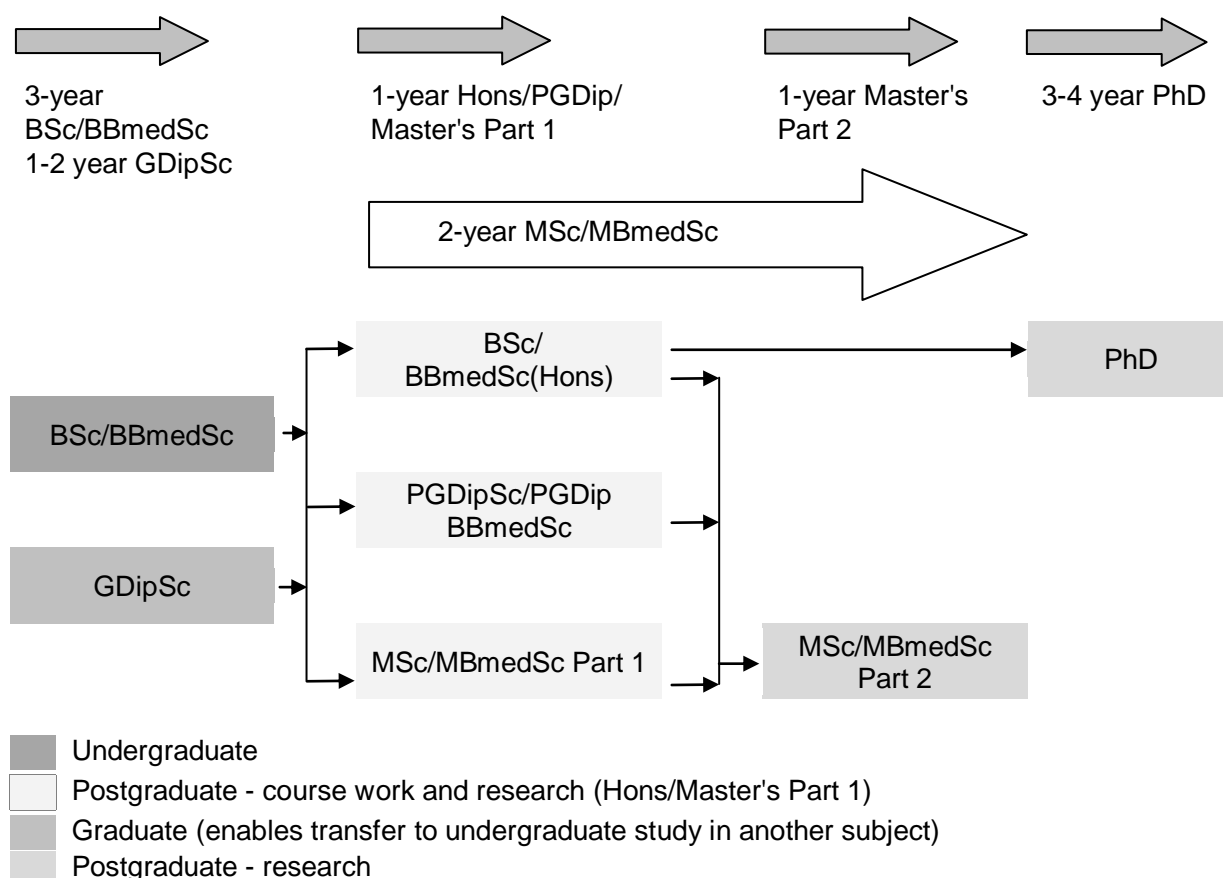 3-year
BSc/BBmedSc
1-2 year GDipSc
1-year Hons/PGDip/
Master's Part 1
1-year Master's
Part 2
3-4 year PhD
2-year MSc/MBmedSc
BSc/
BBmedSc(Hons)
PhD
BSc/BBmedSc
PGDipSc/PGDip
BBmedSc
GDipSc
MSc/MBmedSc Part 1
MSc/MBmedSc
Part 2
Undergraduate
Postgraduate - course work and research (Hons/Master's Part 1)
Graduate (enables transfer to undergraduate study in another subject)
Postgraduate - research